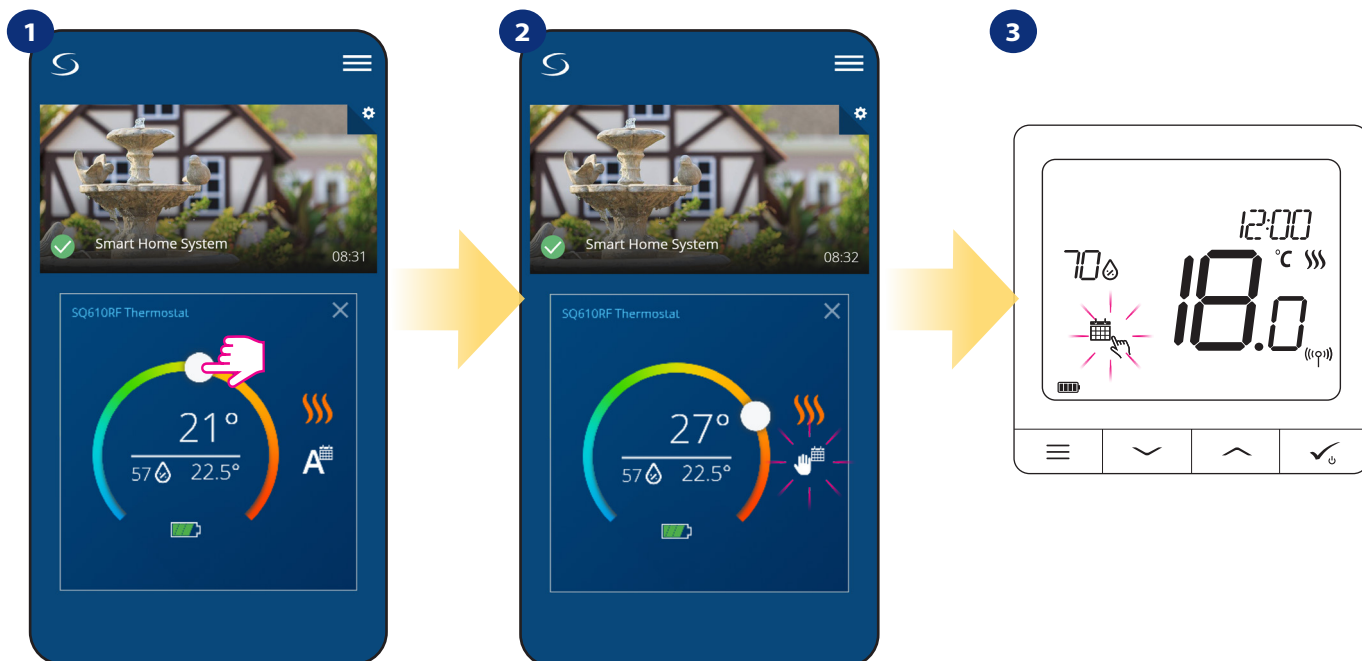 1
2
3
Smart Home System
08:31
SQ610RF Thermostat
21°
57 22.5°
A
Smart Home System
08:32
SQ610RF Thermostat
27°
57 22.5°
12:00
70
°C
18.0